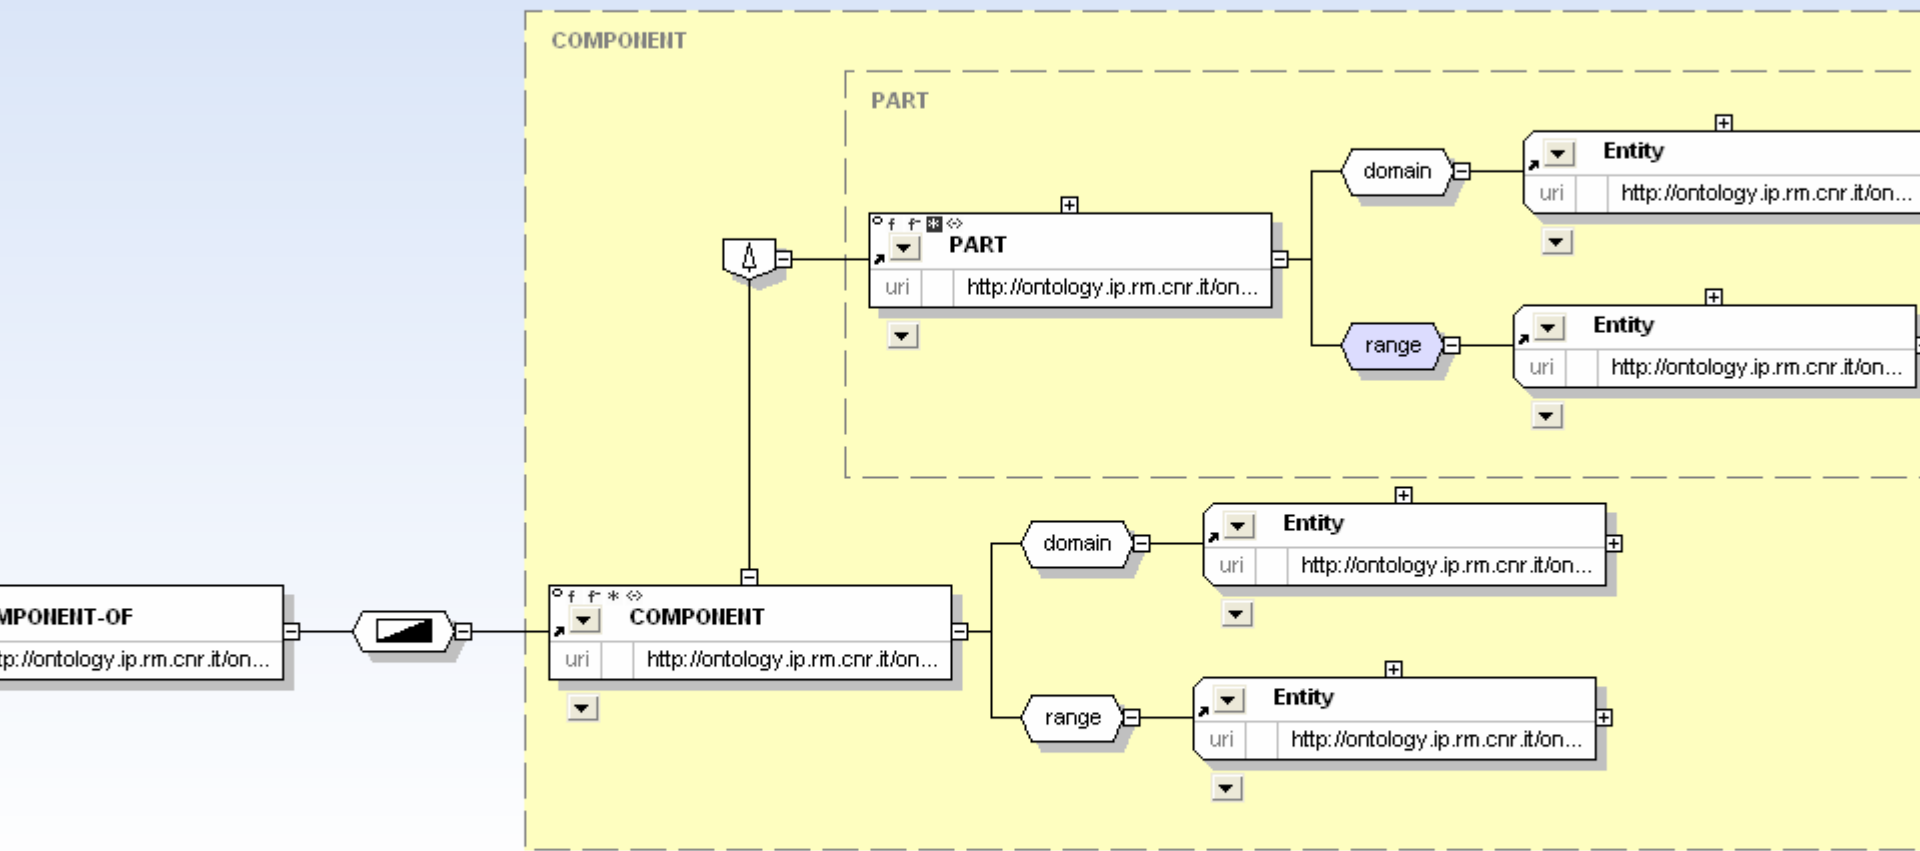 COMPONENT
PART
domain
Entity
uri http://ontology.ip.rm.cnr.it/on...
f f- * <>
PART
uri http://ontology.ip.rm.cnr.it/on...
range
Entity
uri http://ontology.ip.rm.cnr.it/on...
domain
Entity
uri http://ontology.ip.rm.cnr.it/on...
MPONENT-OF
tp://ontology.ip.rm.cnr.it/on...
f f- * <>
COMPONENT
uri http://ontology.ip.rm.cnr.it/on...
range
Entity
uri http://ontology.ip.rm.cnr.it/on...